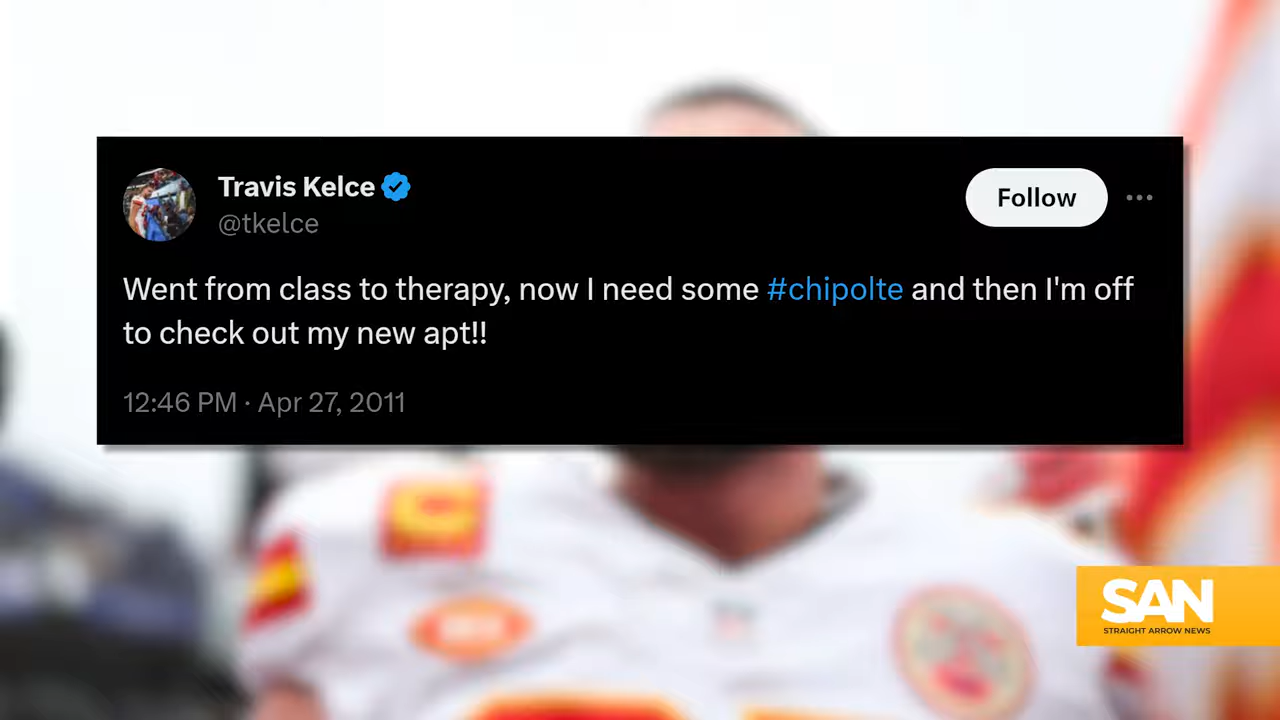 Travis Kelce
@tkelce
Follow
Went from class to therapy, now I need some #chipolte and then I'm off
to check out my new apt!!
12:46 PM · Apr 27, 2011
SAN
STRAIGHT ARROW NEWS